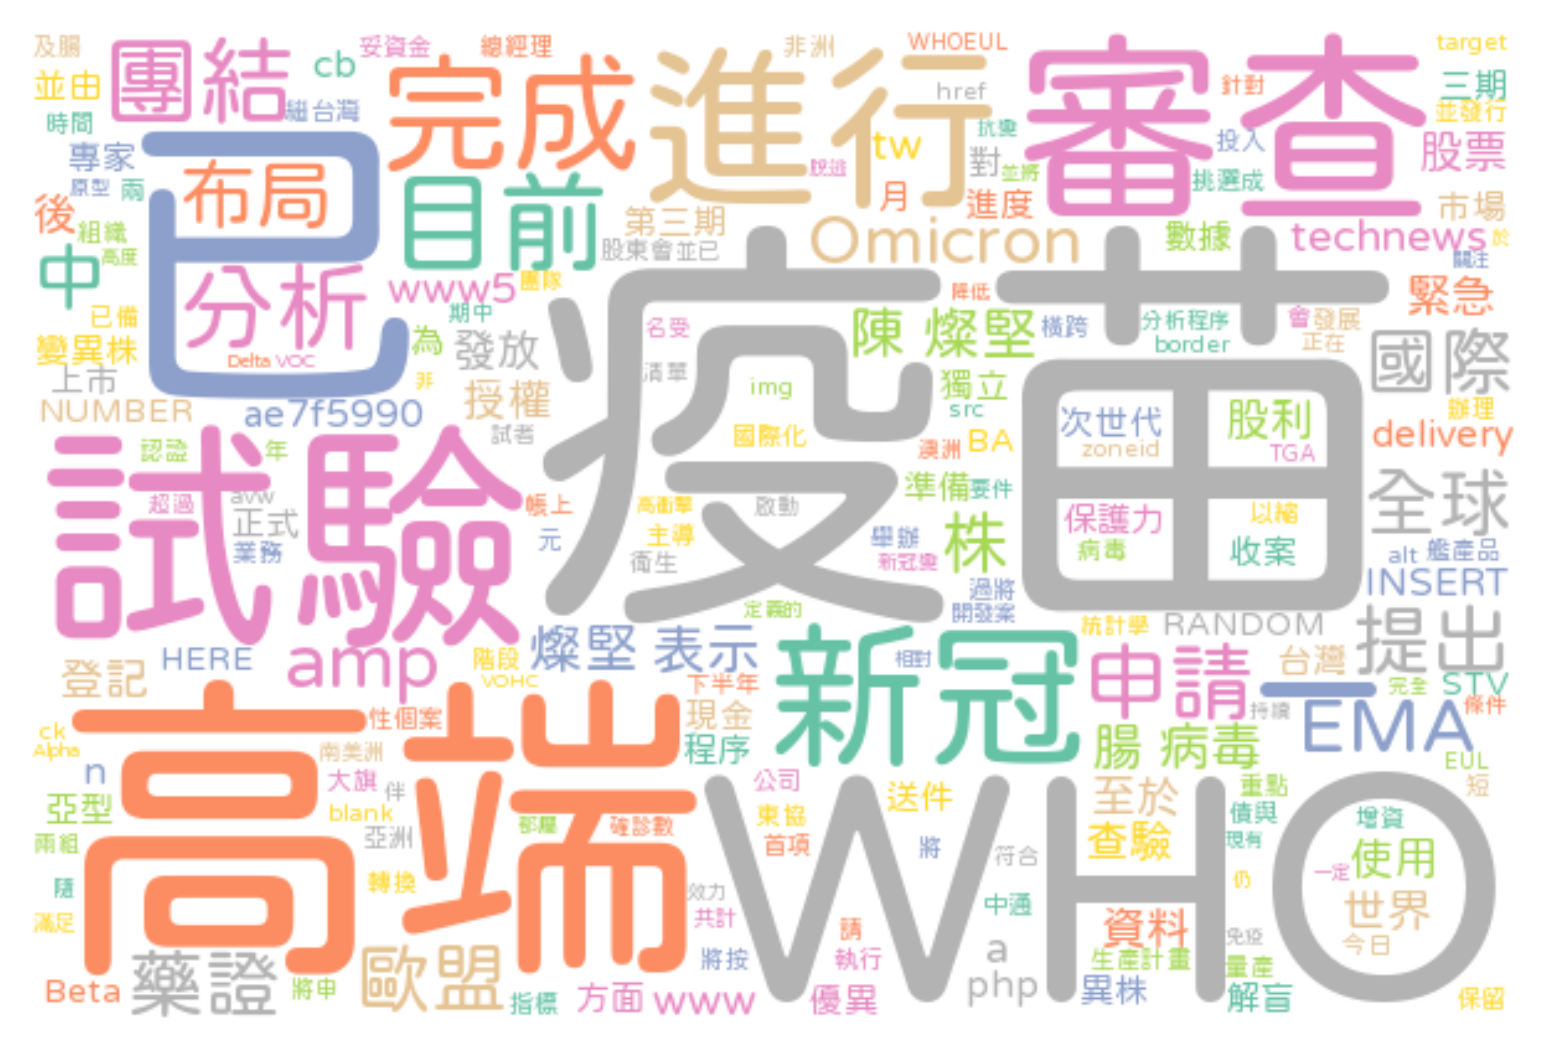 及腸
團結
cb
妥資金
總經理
非洲
WHOEUL
target
並由
完成
進行
審查
針對
三期
時間
繼台灣
href
並發行
專家
已
布局
目前
tw
抗變
對
並將
投入
股票
原型
兩
脫逃
月
進度
挑選成
後
組織
高度
第三期
股東會並已
Omicron
數據
technews
市場
於
中
分析
www5
團隊
疫苗
降低
關注
緊急
已備
期中
為
名受
陳 燦堅
橫跨
分析程序
border
會
發展
正在
變異株
Delta
VOC
發放
清單
國際
上市
非
授權
img
獨立
NUMBER
ae7f5990
試者
國際化
src
次世代
股利
辦理
認證
年
試驗
澳洲
BA
zoneid
TGA
delivery
超過
avw
正式
業務
帳上
元
高衝擊
主導
啟動
準備
要件
保護力
以縮
全球
衛生
舉辦
株
病毒
收案
新冠變
alt
艦產品
過將
開發案
INSERT
定義的
統計學
RANDOM
提出
登記
HERE
amp
階段
VOHC
燦堅 表示
新冠
相對
申請
台灣
一
完全
STV
條件
下半年
現金
持續
EMA
ck
Alpha
高端
性個案
南美洲
程序
腸 病毒
EUL
n
大旗
伴
公司
WHO
至於
重點
短
亞型
blank
部屬
確診數
東協
送件
債與
增資
兩組
亞洲
首項
將
查驗
現有
使用
符合
一定
隨
轉換
效力
中通
仍
世界
滿足
共計
請
資料
免疫
今日
藥證
歐盟
將按
執行
a
生產計畫
量產
Beta
將申
指標
方面
www
優異
php
異株
解盲
保留